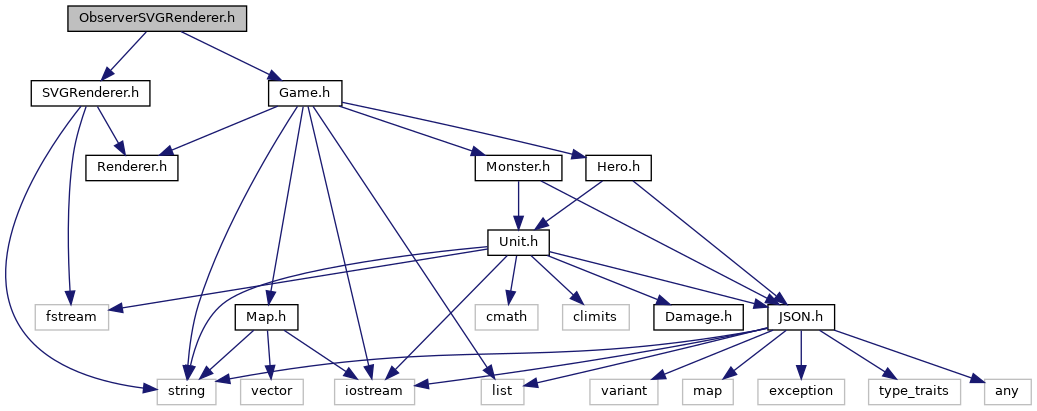 ObserverSVGRenderer.h
SVGRenderer.h
Game.h
Renderer.h
Monster.h
Hero.h
Unit.h
fstream
Map.h
cmath
climits
Damage.h
JSON.h
string
vector
iostream
list
variant
map
exception
type_traits
any